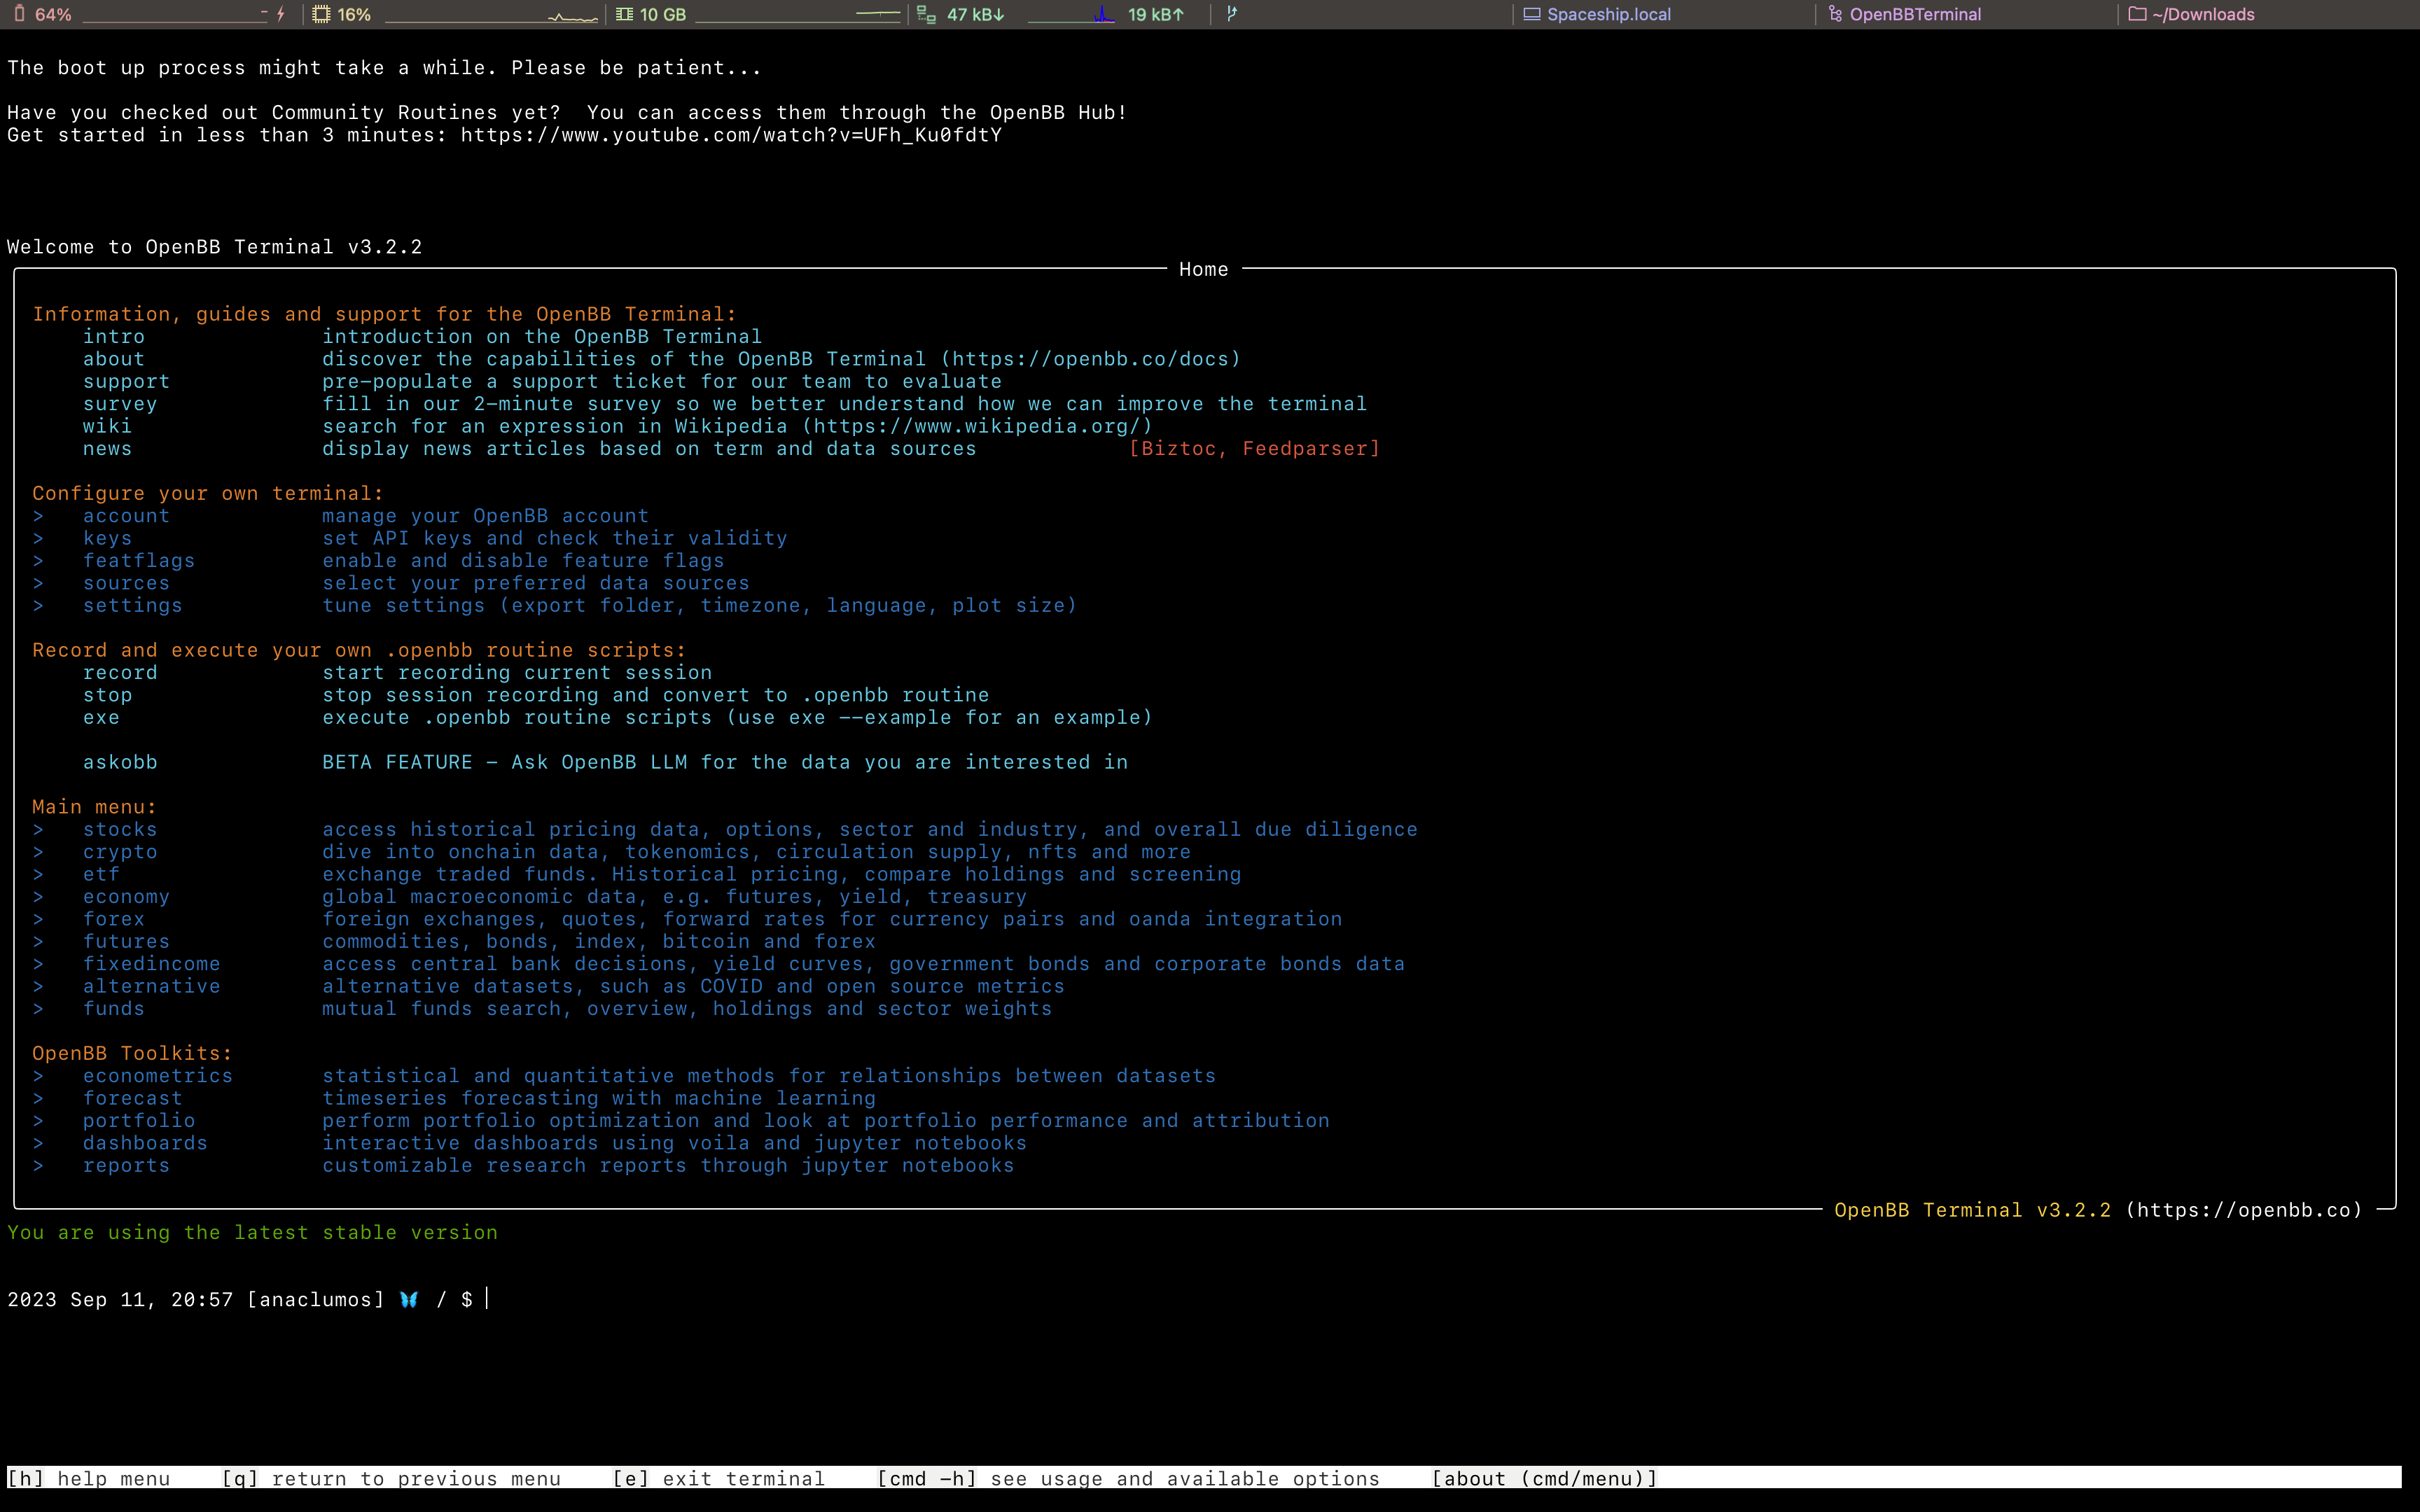 64% 16% 10 GB 47 kB↓ 19 kB↑ Spaceship.local OpenBBTerminal ~/Downloads
The boot up process might take a while. Please be patient...
Have you checked out Community Routines yet?  You can access them through the OpenBB Hub!
Get started in less than 3 minutes: https://www.youtube.com/watch?v=UFh_Ku0fdtY
Welcome to OpenBB Terminal v3.2.2
Home
Information, guides and support for the OpenBB Terminal:
intro introduction on the OpenBB Terminal
about discover the capabilities of the OpenBB Terminal (https://openbb.co/docs)
support pre-populate a support ticket for our team to evaluate
survey fill in our 2-minute survey so we better understand how we can improve the terminal
wiki search for an expression in Wikipedia (https://www.wikipedia.org/)
news display news articles based on term and data sources [Biztoc, Feedparser]
Configure your own terminal:
> account manage your OpenBB account
> keys set API keys and check their validity
> featflags enable and disable feature flags
> sources select your preferred data sources
> settings tune settings (export folder, timezone, language, plot size)
Record and execute your own .openbb routine scripts:
record start recording current session
stop stop session recording and convert to .openbb routine
exe execute .openbb routine scripts (use exe --example for an example)
askobb BETA FEATURE - Ask OpenBB LLM for the data you are interested in
Main menu:
> stocks access historical pricing data, options, sector and industry, and overall due diligence
> crypto dive into onchain data, tokenomics, circulation supply, nfts and more
> etf exchange traded funds. Historical pricing, compare holdings and screening
> economy global macroeconomic data, e.g. futures, yield, treasury
> forex foreign exchanges, quotes, forward rates for currency pairs and oanda integration
> futures commodities, bonds, index, bitcoin and forex
> fixedincome access central bank decisions, yield curves, government bonds and corporate bonds data
> alternative alternative datasets, such as COVID and open source metrics
> funds mutual funds search, overview, holdings and sector weights
OpenBB Toolkits:
> econometrics statistical and quantitative methods for relationships between datasets
> forecast timeseries forecasting with machine learning
> portfolio perform portfolio optimization and look at portfolio performance and attribution
> dashboards interactive dashboards using voila and jupyter notebooks
> reports customizable research reports through jupyter notebooks
OpenBB Terminal v3.2.2 (https://openbb.co)
You are using the latest stable version
2023 Sep 11, 20:57 [anaclumos] 🦋 / $
[h] help menu [q] return to previous menu [e] exit terminal [cmd -h] see usage and available options [about (cmd/menu)]